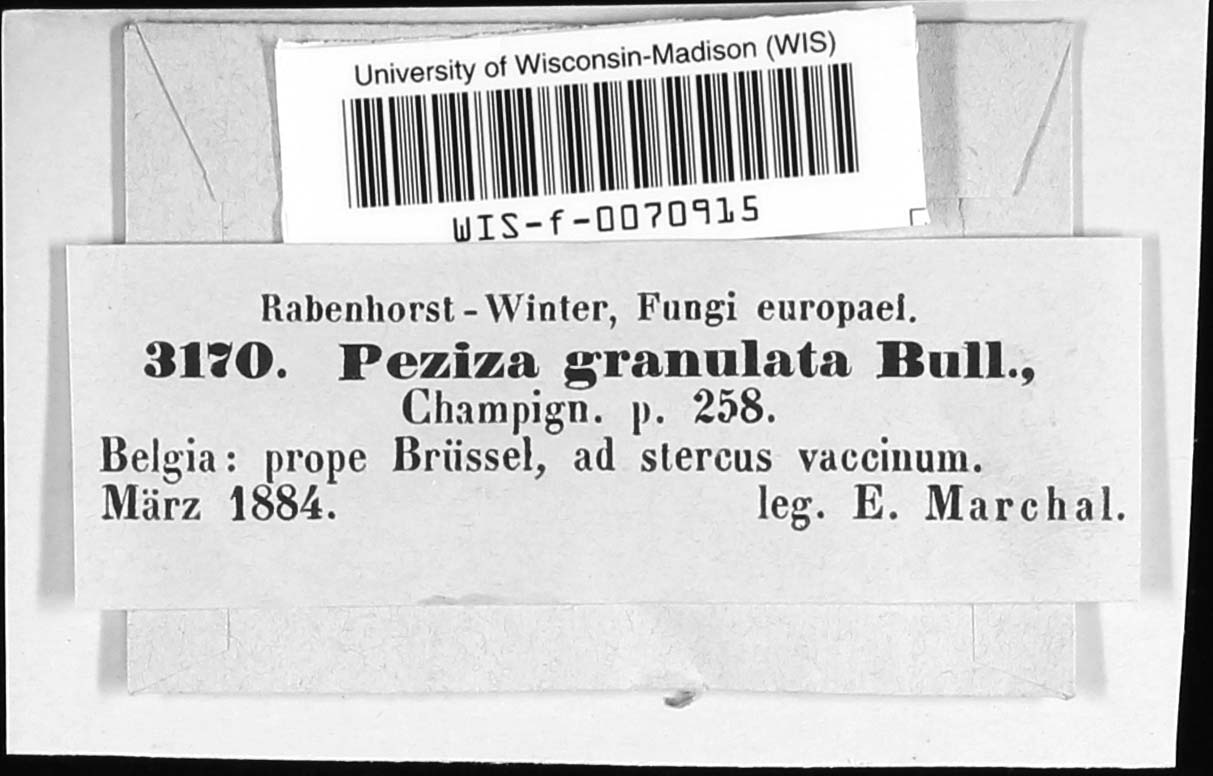 University of Wisconsin-Madison (WIS)
WIS-f-0070915
Rabenhorst-Winter, Fungi europaei.
3170. Peziza granulata Bull.,
Champign. p. 258.
Belgia: prope Brüssel, ad stercus vaccinum.
März 1884. leg. E. Marchal.